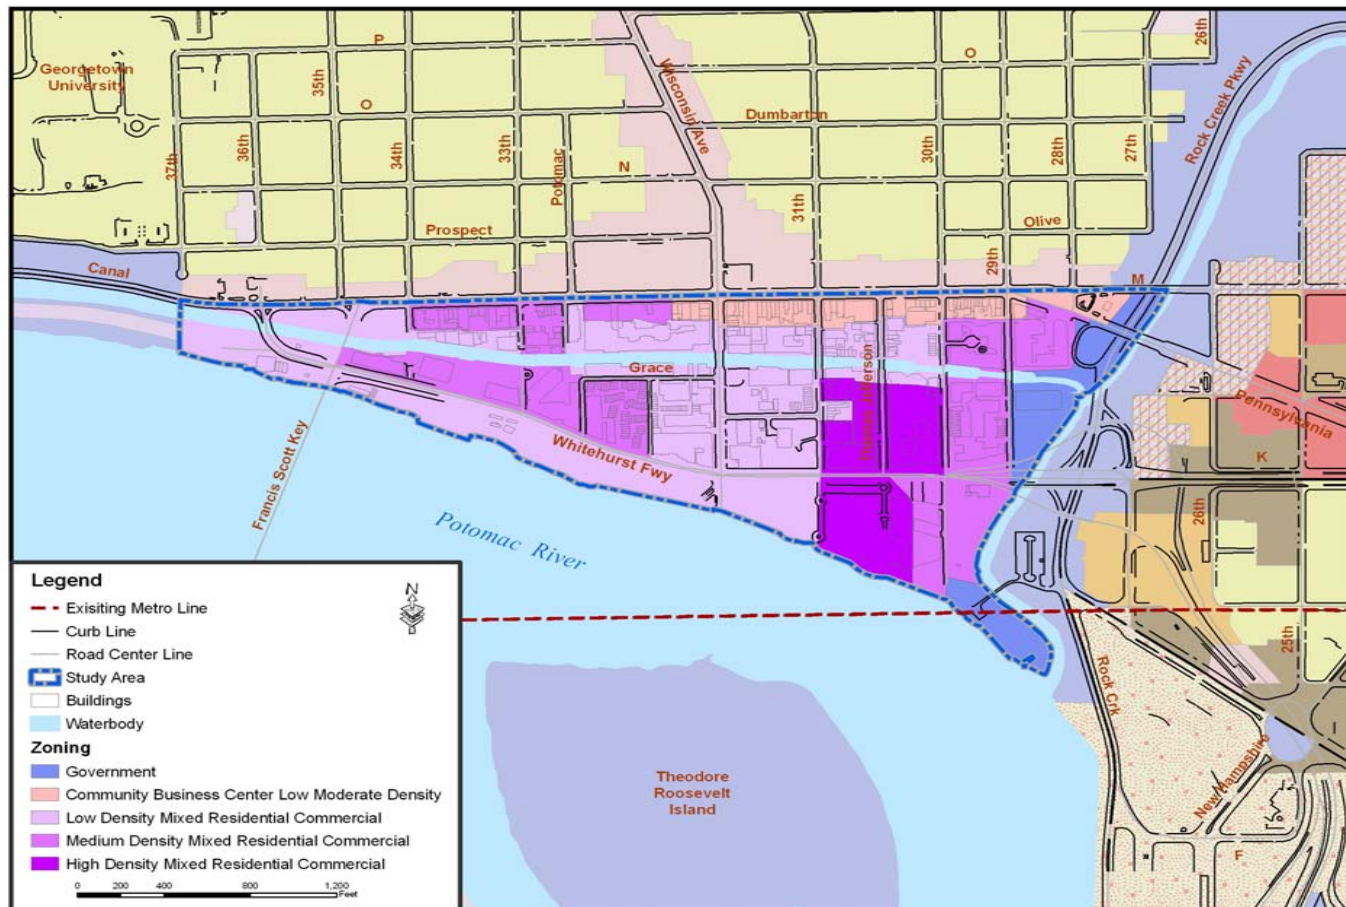 P
O
26th
Georgetown
University
35th
Wisconsin Ave
Rock Creek Pkwy
O
Dumbarton
37th
36th
34th
33rd
Potomac
N
30th
28th
27th
31th
Prospect
Olive
29th
Canal
M
Grace
Thomas Jefferson
Pennsylvania
Francis Scott Key
Whitehurst Fwy
K
26th
Potomac River
25th
Rock Crk
New Hampshire
I
F
Theodore
Roosevelt
Island
Legend
N
Exisiting Metro Line
Curb Line
Road Center Line
Study Area
Buildings
Waterbody
Zoning
Government
Community Business Center Low Moderate Density
Low Density Mixed Residential Commercial
Medium Density Mixed Residential Commercial
High Density Mixed Residential Commercial
0 200 400 800 1,200
Feet